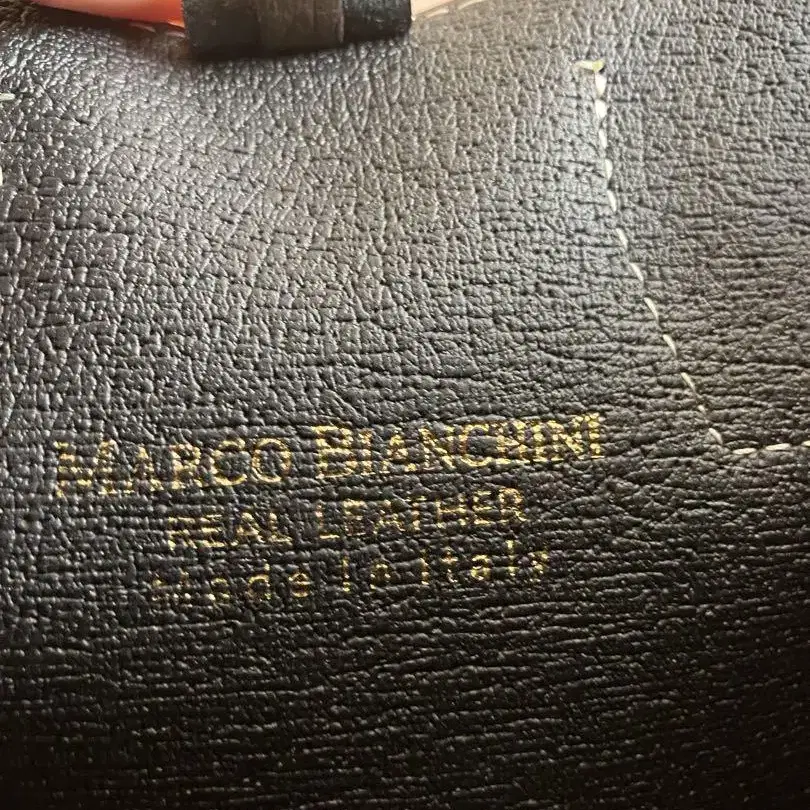 MARCO BIANCHINI
REAL LEATHER
Made in Italy